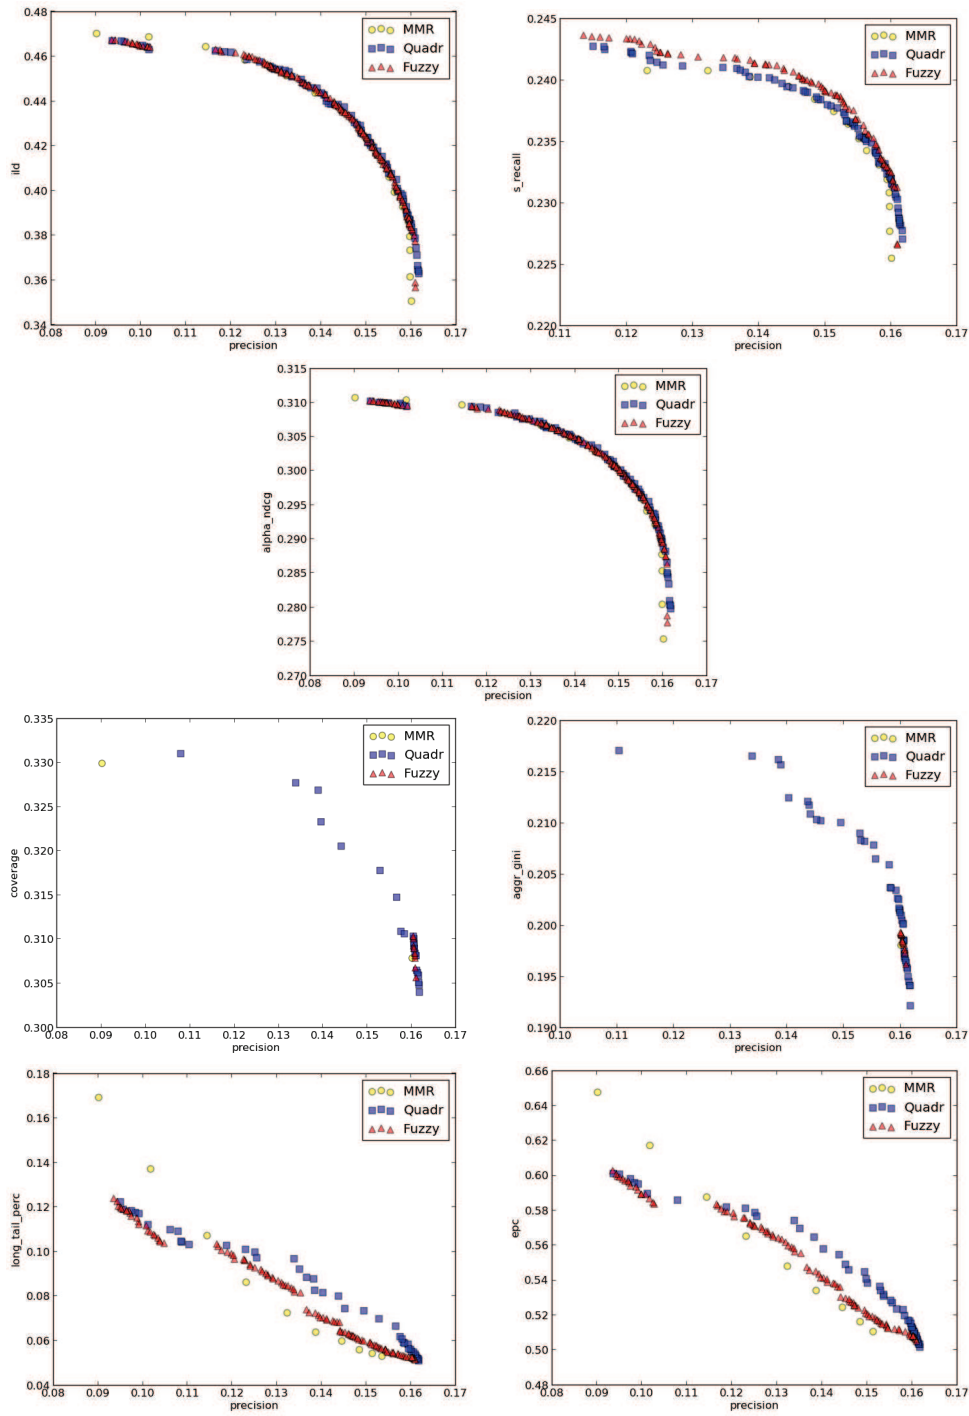 0.48
0.46
0.44
0.42
0.40
0.38
0.36
0.34
ild
0.08 0.09 0.10 0.11 0.12 0.13 0.14 0.15 0.16 0.17
precision
MMR
Quadr
Fuzzy
0.245
0.240
0.235
0.230
0.225
0.220
s_recall
0.11 0.12 0.13 0.14 0.15 0.16 0.17
precision
MMR
Quadr
Fuzzy
0.315
0.310
0.305
0.300
0.295
0.290
0.285
0.280
0.275
0.270
alpha_ndcg
0.08 0.09 0.10 0.11 0.12 0.13 0.14 0.15 0.16 0.17
precision
MMR
Quadr
Fuzzy
0.335
0.330
0.325
0.320
0.315
0.310
0.305
0.300
coverage
0.08 0.09 0.10 0.11 0.12 0.13 0.14 0.15 0.16 0.17
precision
MMR
Quadr
Fuzzy
0.220
0.215
0.210
0.205
0.200
0.195
0.190
aggr_gini
0.10 0.11 0.12 0.13 0.14 0.15 0.16 0.17
precision
MMR
Quadr
Fuzzy
0.18
0.16
0.14
0.12
0.10
0.08
0.06
0.04
long_tail_perc
0.08 0.09 0.10 0.11 0.12 0.13 0.14 0.15 0.16 0.17
precision
MMR
Quadr
Fuzzy
0.66
0.64
0.62
0.60
0.58
0.56
0.54
0.52
0.50
0.48
epc
0.08 0.09 0.10 0.11 0.12 0.13 0.14 0.15 0.16 0.17
precision
MMR
Quadr
Fuzzy